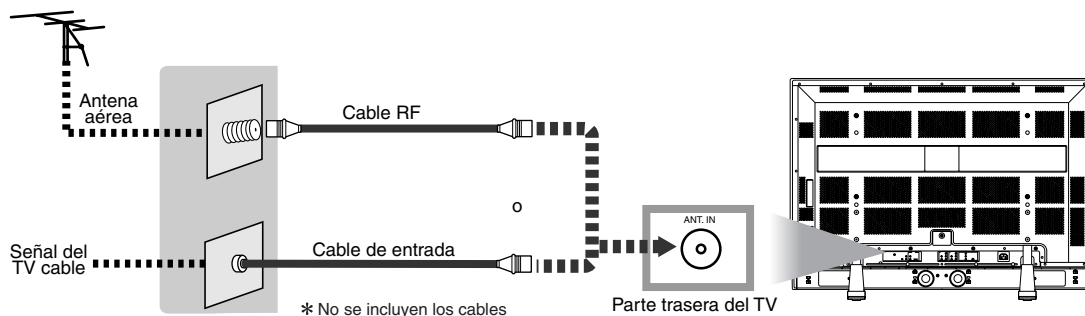 Antena
aérea
Cable RF
o
ANT. IN
Señal del
TV cable
Cable de entrada
* No se incluyen los cables
Parte trasera del TV